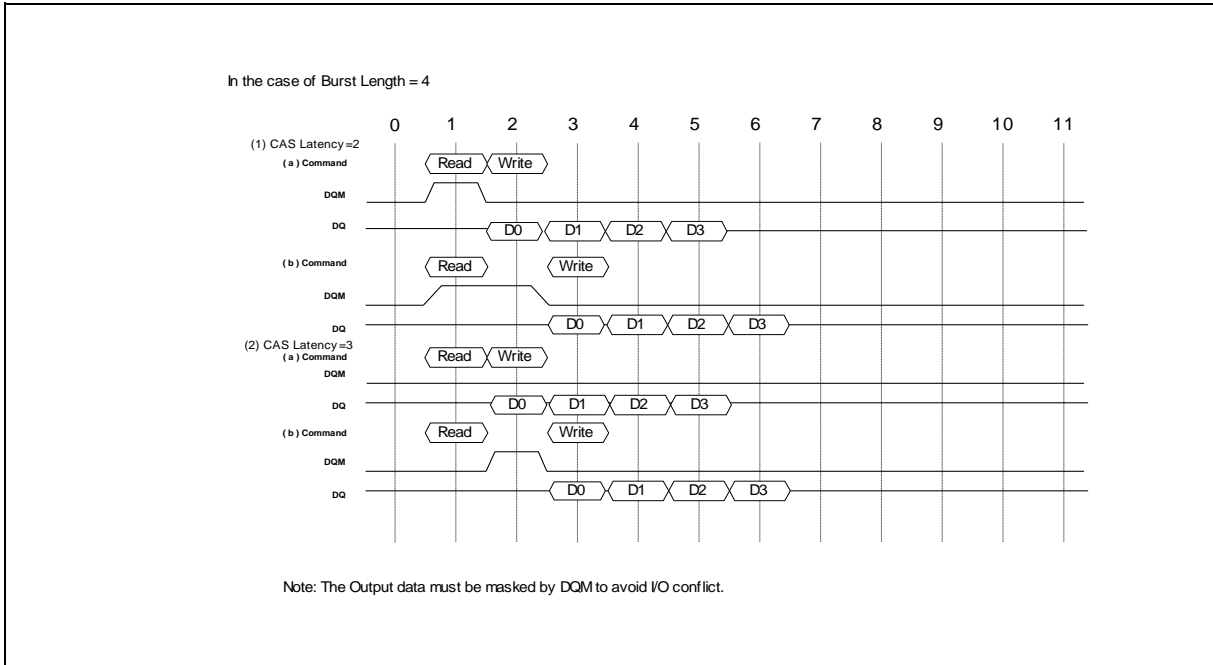 In the case of Burst Length = 4
0 1 2 3 4 5 6 7 8 9 10 11
(1) CAS Latency=2
( a ) Command Read Write
DQM
DQ D0 D1 D2 D3
( b ) Command Read Write
DQM
DQ D0 D1 D2 D3
(2) CAS Latency=3
( a ) Command Read Write
DQM
DQ D0 D1 D2 D3
( b ) Command Read Write
DQM
DQ D0 D1 D2 D3
Note: The Output data must be masked by DQM to avoid I/O conflict.